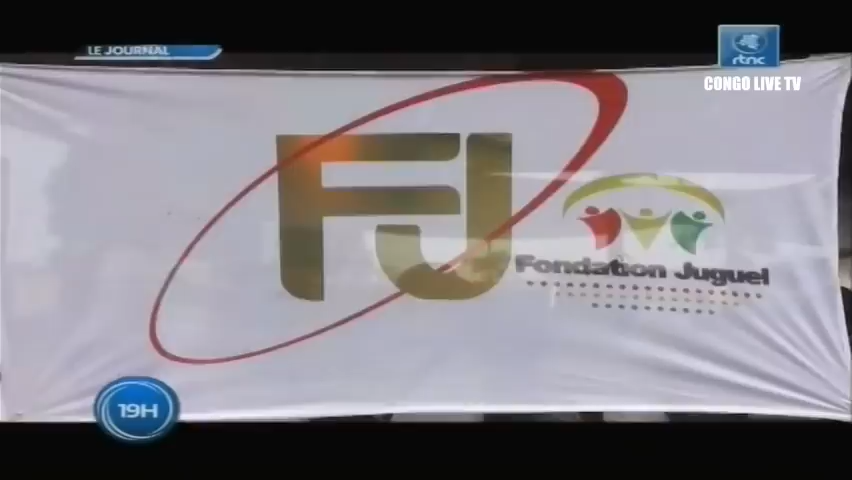 LE JOURNAL
rtnc
CONGO LIVE TV
FJ
Fondation Juguel
19H